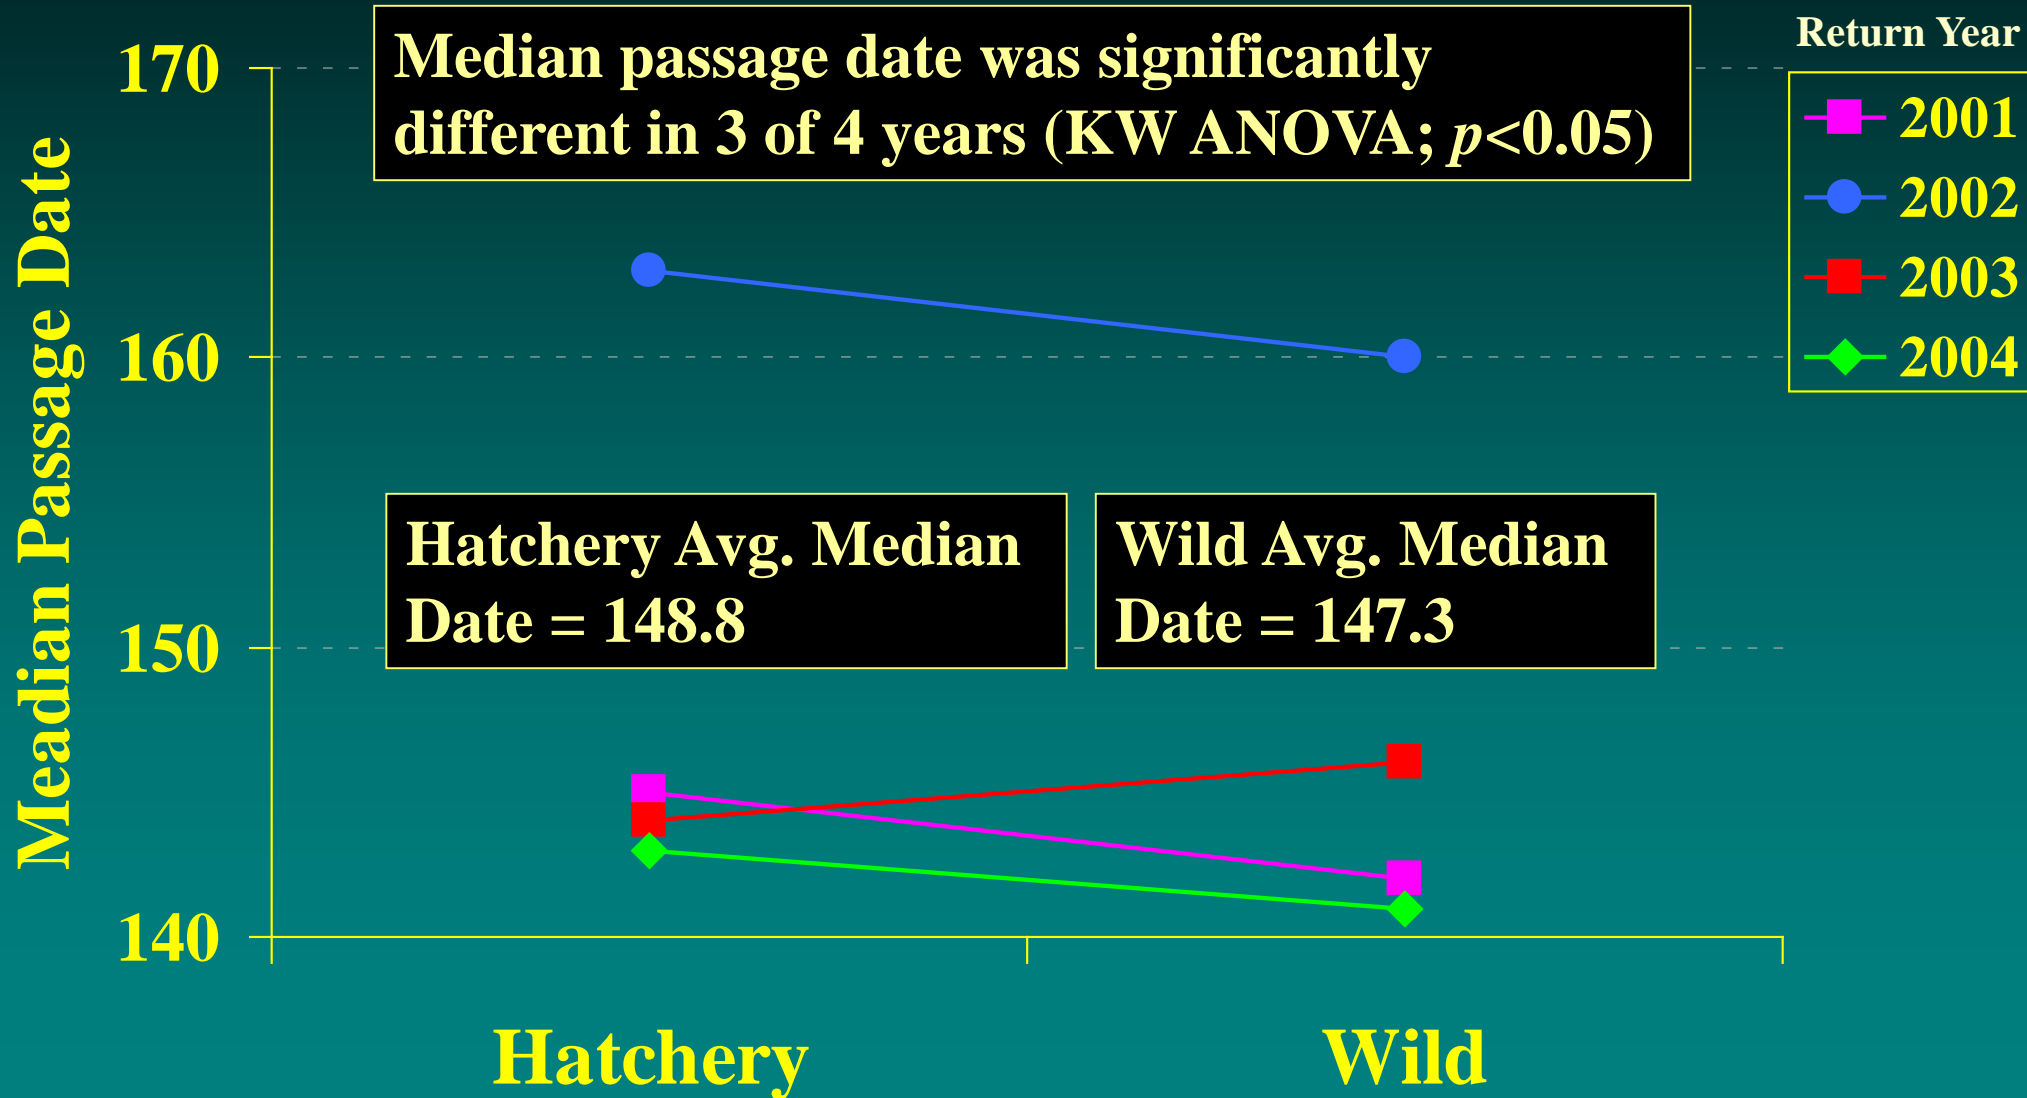 Median passage date was significantly
different in 3 of 4 years (KW ANOVA; p<0.05)
Return Year
2001
2002
2003
2004
Meadian Passage Date
170
160
150
140
Hatchery Avg. Median
Date = 148.8
Wild Avg. Median
Date = 147.3
Hatchery
Wild